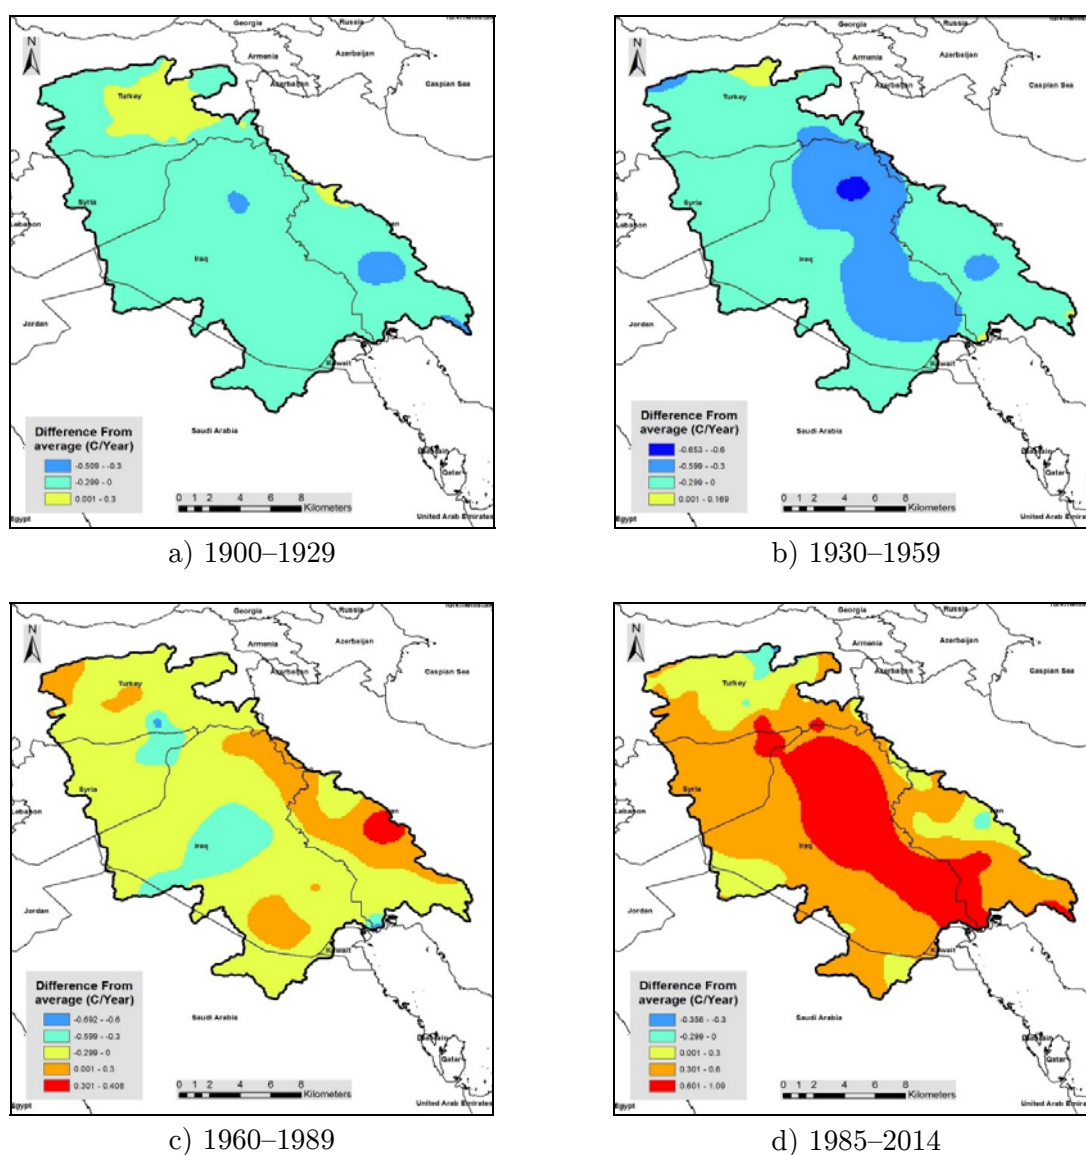 Georgia
Russia
Armenia
Azerbaijan
Azerbaijan
Caspian Sea
N
Turkey
Syria
Lebanon
Iraq
Jordan
Kuwait
Difference From
average (C/Year)
-0.509 - -0.3
-0.299 - 0
0.001 - 0.3
Saudi Arabia
Bahrain
Qatar
0 1 2 4 6 8
Kilometers
Egypt
United Arab Emirates
a) 1900–1929
Georgia
Russia
Armenia
Azerbaijan
Azerbaijan
Caspian Sea
N
Turkey
Syria
Lebanon
Iraq
Jordan
Kuwait
Difference From
average (C/Year)
-0.653 - -0.6
-0.599 - -0.3
-0.299 - 0
0.001 - 0.169
Saudi Arabia
Bahrain
Qatar
0 1 2 4 6 8
Kilometers
Egypt
United Arab Emirates
b) 1930–1959
Georgia
Russia
Armenia
Azerbaijan
Azerbaijan
Caspian Sea
N
Turkey
Syria
Lebanon
Iraq
Jordan
Kuwait
Difference From
average (C/Year)
-0.692 - -0.6
-0.599 - -0.3
-0.299 - 0
0.001 - 0.3
0.301 - 0.408
Saudi Arabia
Bahrain
Qatar
0 1 2 4 6 8
Kilometers
Egypt
United Arab Emirates
c) 1960–1989
Georgia
Russia
Armenia
Azerbaijan
Azerbaijan
Caspian Sea
N
Turkey
Syria
Lebanon
Iraq
Jordan
Kuwait
Difference From
average (C/Year)
-0.356 - -0.3
-0.299 - 0
0.001 - 0.3
0.301 - 0.6
0.601 - 1.09
Saudi Arabia
Bahrain
Qatar
0 1 2 4 6 8
Kilometers
Egypt
United Arab Emirates
d) 1985–2014